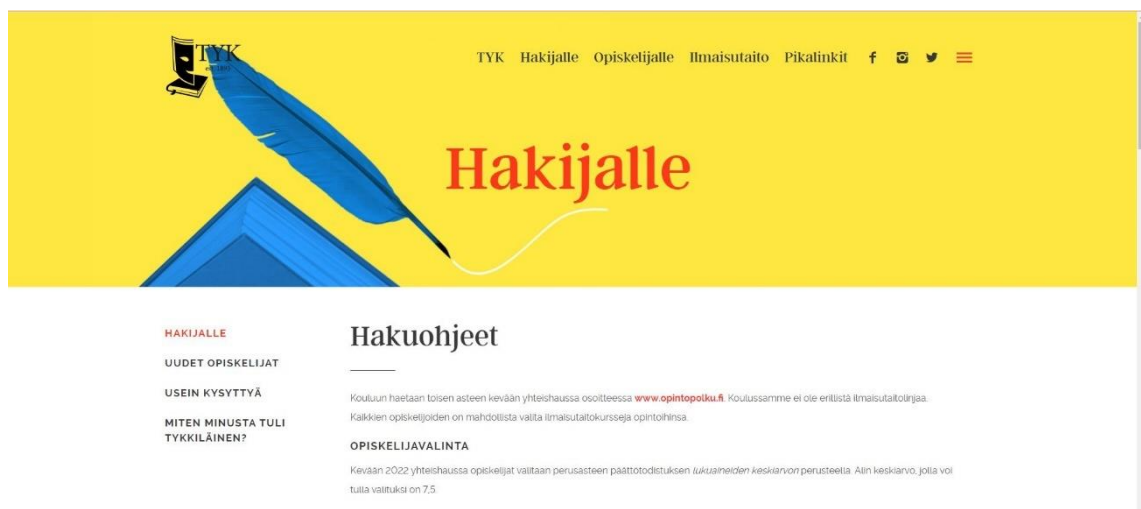 TYK
TYK Hakijalle Opiskelijalle Ilmaisutaito Pikalinkit
Hakijalle
HAKIJALLE
UUDET OPISKELIJAT
USEIN KYSYTTYÄ
MITEN MINUSTA TULI
TYKKILÄINEN?
Hakuohjeet
Kouluun haetaan toisen asteen kevään yhteishaussa osoitteessa www.opintopolku.fi. Koulussamme ei ole erillistä ilmaisutaitolinjaa.
Kaikkien opiskelijoiden on mahdollista valita ilmaisutaitokursseja opintoihinsa.
OPISKELIJAVALINTA
Kevään 2022 yhteishaussa opiskelijat valitaan perusasteen päättötodistuksen lukuaineiden keskiarvon perusteella. Alin keskiarvo, jolla voi
tulla valituksi on 7,5.